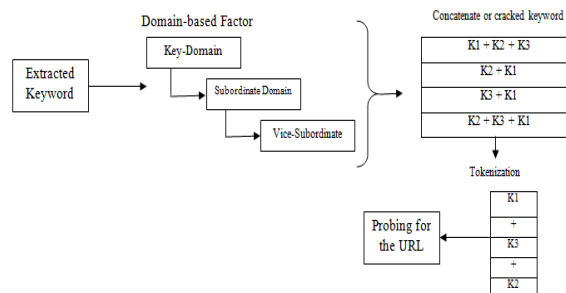 Domain-based Factor
Concatenate or cracked keyword
Extracted
Keyword
Key-Domain
Subordinate Domain
Vice-Subordinate
K1 + K2 + K3
K2 + K1
K3 + K1
K2 + K3 + K1
Tokenization
K1
+
K3
+
K2
Probing for
the URL